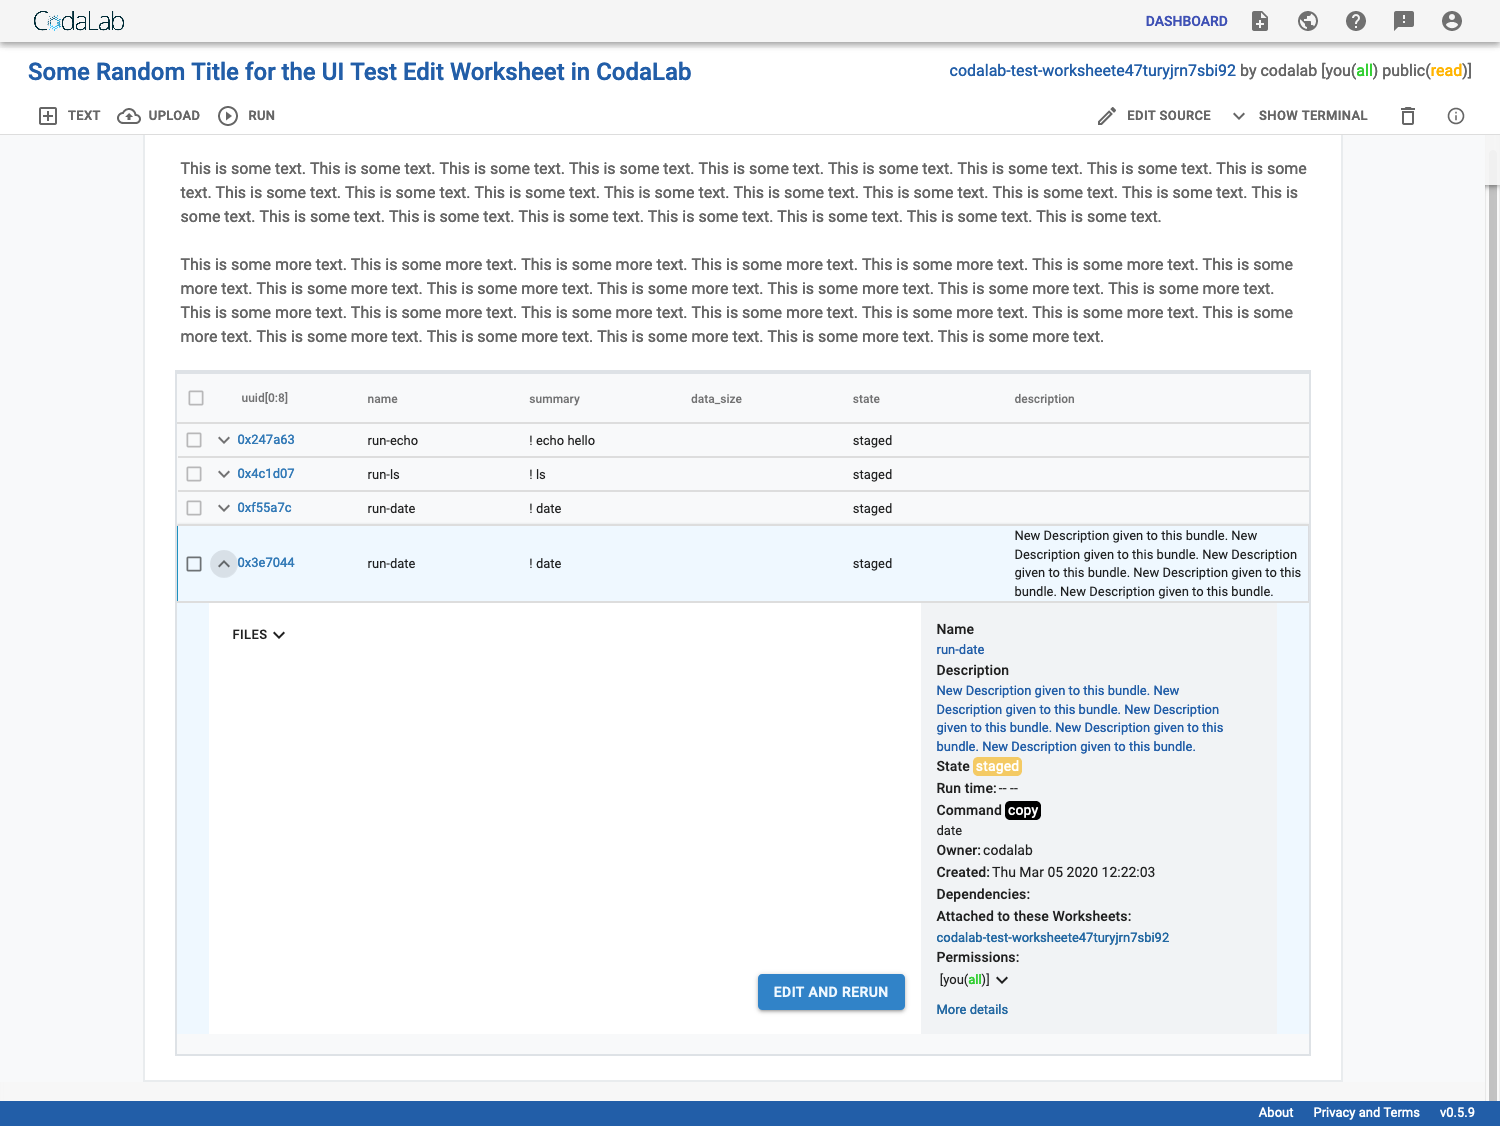 CodaLab
DASHBOARD
Some Random Title for the UI Test Edit Worksheet in CodaLab
codalab-test-worksheete47turyjrn7sbi92 by codalab [you(all) public(read)]
TEXT UPLOAD RUN
EDIT SOURCE SHOW TERMINAL
This is some text. This is some text. This is some text. This is some text. This is some text. This is some text. This is some text. This is some text. This is some
text. This is some text. This is some text. This is some text. This is some text. This is some text. This is some text. This is some text. This is some text. This is
some text. This is some text. This is some text. This is some text. This is some text. This is some text. This is some text. This is some text.
This is some more text. This is some more text. This is some more text. This is some more text. This is some more text. This is some more text. This is some
more text. This is some more text. This is some more text. This is some more text. This is some more text. This is some more text. This is some more text.
This is some more text. This is some more text. This is some more text. This is some more text. This is some more text. This is some more text. This is some
more text. This is some more text. This is some more text. This is some more text. This is some more text. This is some more text.
uuid[0:8] name summary data_size state description
0x247a63 run-echo ! echo hello staged
0x4c1d07 run-ls ! ls staged
0xf55a7c run-date ! date staged
0x3e7044 run-date ! date staged
New Description given to this bundle. New
Description given to this bundle. New Description
given to this bundle. New Description given to this
bundle. New Description given to this bundle.
FILES
Name
run-date
Description
New Description given to this bundle. New
Description given to this bundle. New Description
given to this bundle. New Description given to this
bundle. New Description given to this bundle.
State staged
Run time: -- --
Command copy
date
Owner: codalab
Created: Thu Mar 05 2020 12:22:03
Dependencies:
Attached to these Worksheets:
codalab-test-worksheete47turyjrn7sbi92
Permissions:
[you(all)]
More details
EDIT AND RERUN
About Privacy and Terms v0.5.9